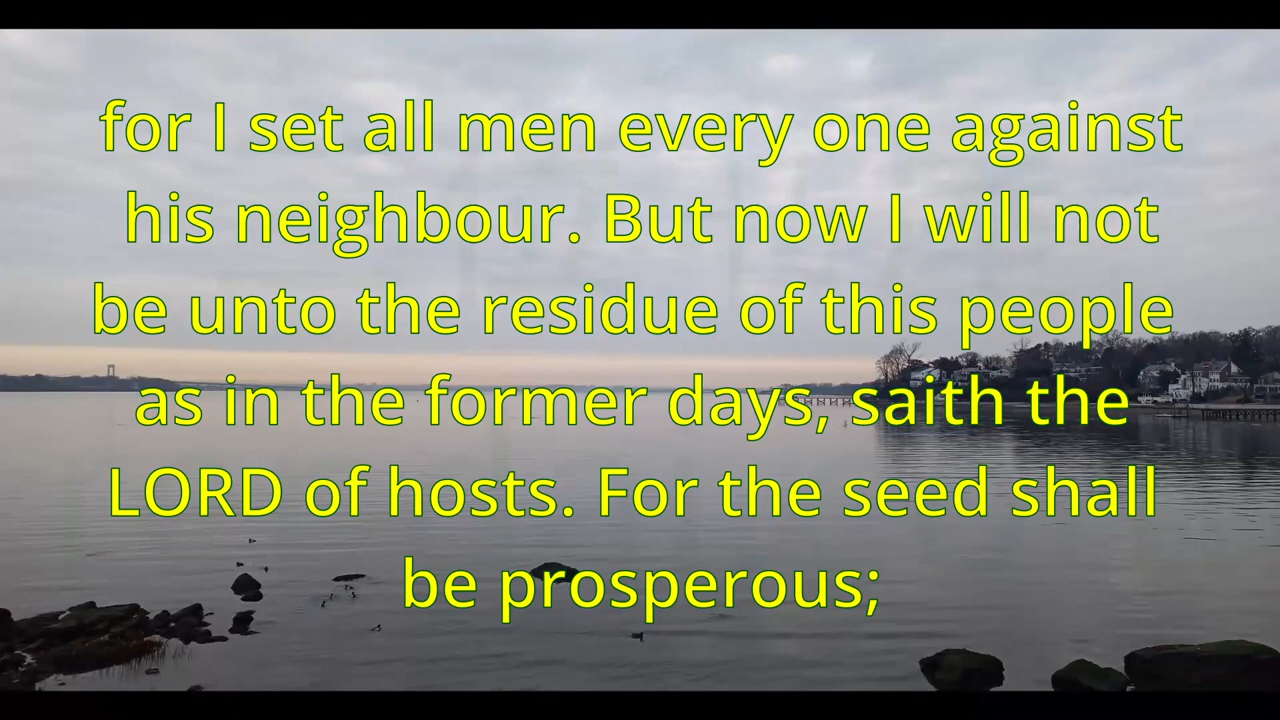 for I set all men every one against
his neighbour. But now I will not
be unto the residue of this people
as in the former days, saith the
LORD of hosts. For the seed shall
be prosperous;